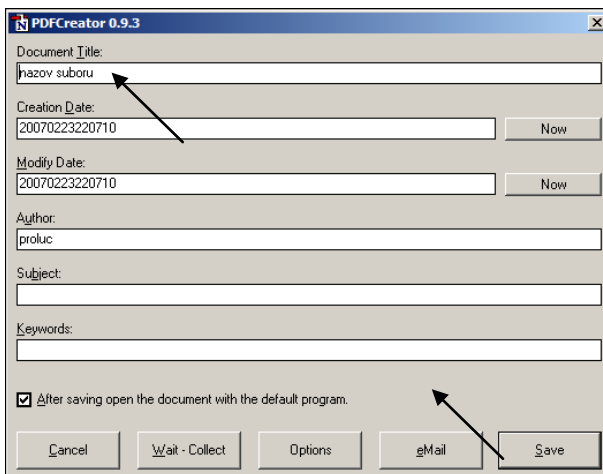 PDFCreator 0.9.3
Document Title:
nazov suboru
Creation Date:
20070223220710 Now
Modify Date:
20070223220710 Now
Author:
proluc
Subject:
Keywords:
After saving open the document with the default program.
Cancel Wait - Collect Options eMail Save